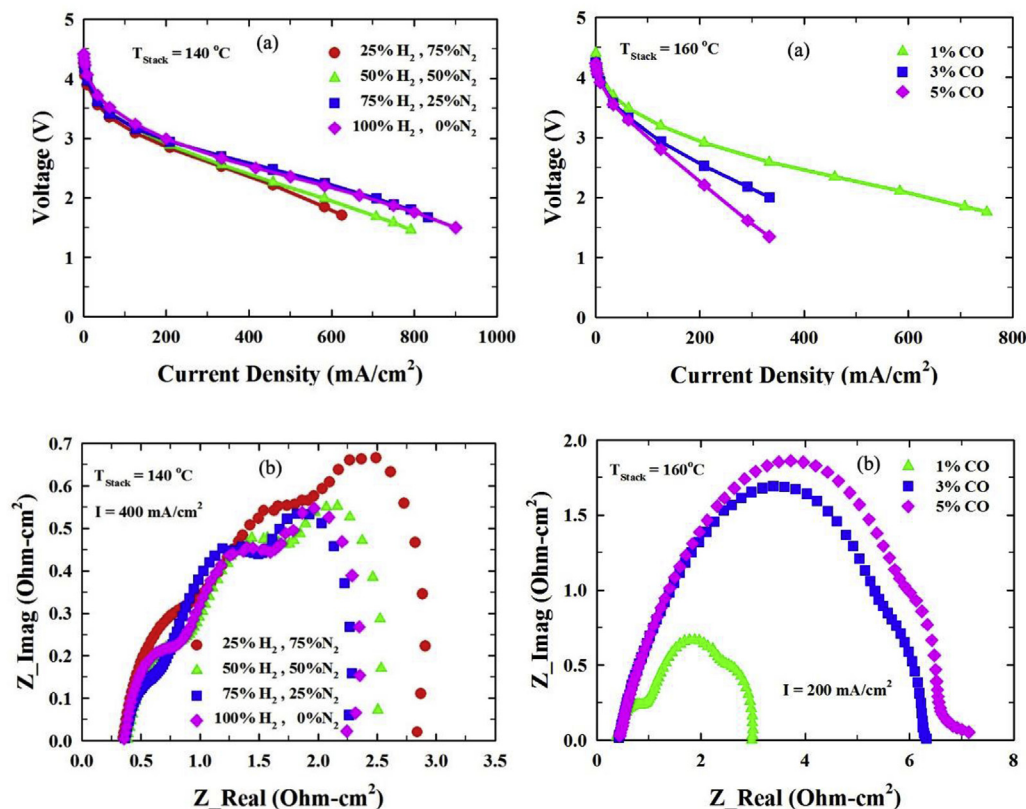 5
4
3
2
1
0
Voltage (V)
T_Stack = 140 °C
(a)
25% H₂ , 75%N₂
50% H₂ , 50%N₂
75% H₂ , 25%N₂
100% H₂ , 0%N₂
0 200 400 600 800 1000
Current Density (mA/cm²)
5
4
3
2
1
0
Voltage (V)
T_Stack = 160 °C
(a)
1% CO
3% CO
5% CO
0 200 400 600 800
Current Density (mA/cm²)
0.7
0.6
0.5
0.4
0.3
0.2
0.1
0.0
Z_Imag (Ohm-cm²)
T_Stack = 140 °C
(b)
I = 400 mA/cm²
25% H₂ , 75%N₂
50% H₂ , 50%N₂
75% H₂ , 25%N₂
100% H₂ , 0%N₂
0.0 0.5 1.0 1.5 2.0 2.5 3.0 3.5
Z_Real (Ohm-cm²)
2.0
1.5
1.0
0.5
0.0
Z_Imag (Ohm-cm²)
T_Stack = 160°C
(b)
1% CO
3% CO
5% CO
I = 200 mA/cm²
0 2 4 6 8
Z_Real (Ohm-cm²)